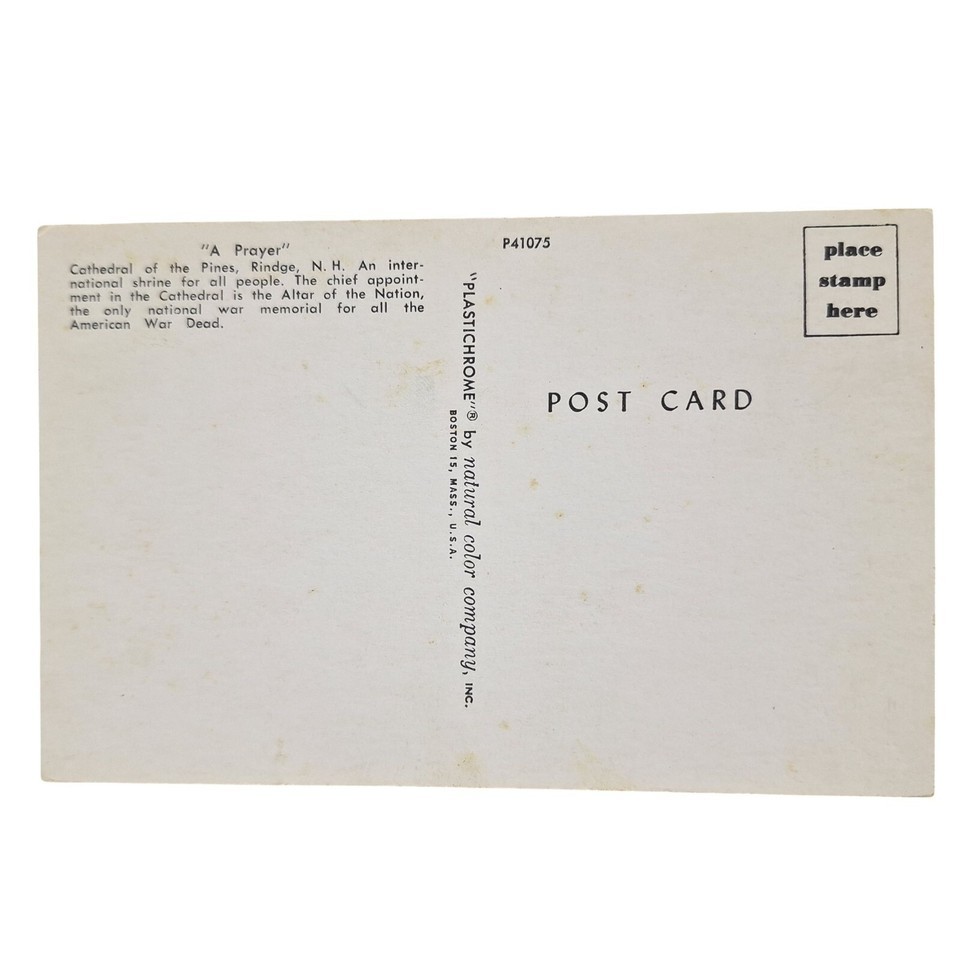 "A Prayer"
Cathedral of the Pines, Rindge, N. H. An inter-
national shrine for all people. The chief appoint-
ment in the Cathedral is the Altar of the Nation,
the only national war memorial for all the
American War Dead.
"PLASTICHROME"® by natural color company, INC.
BOSTON 15, MASS., U.S.A.
P41075
place
stamp
here
POST CARD